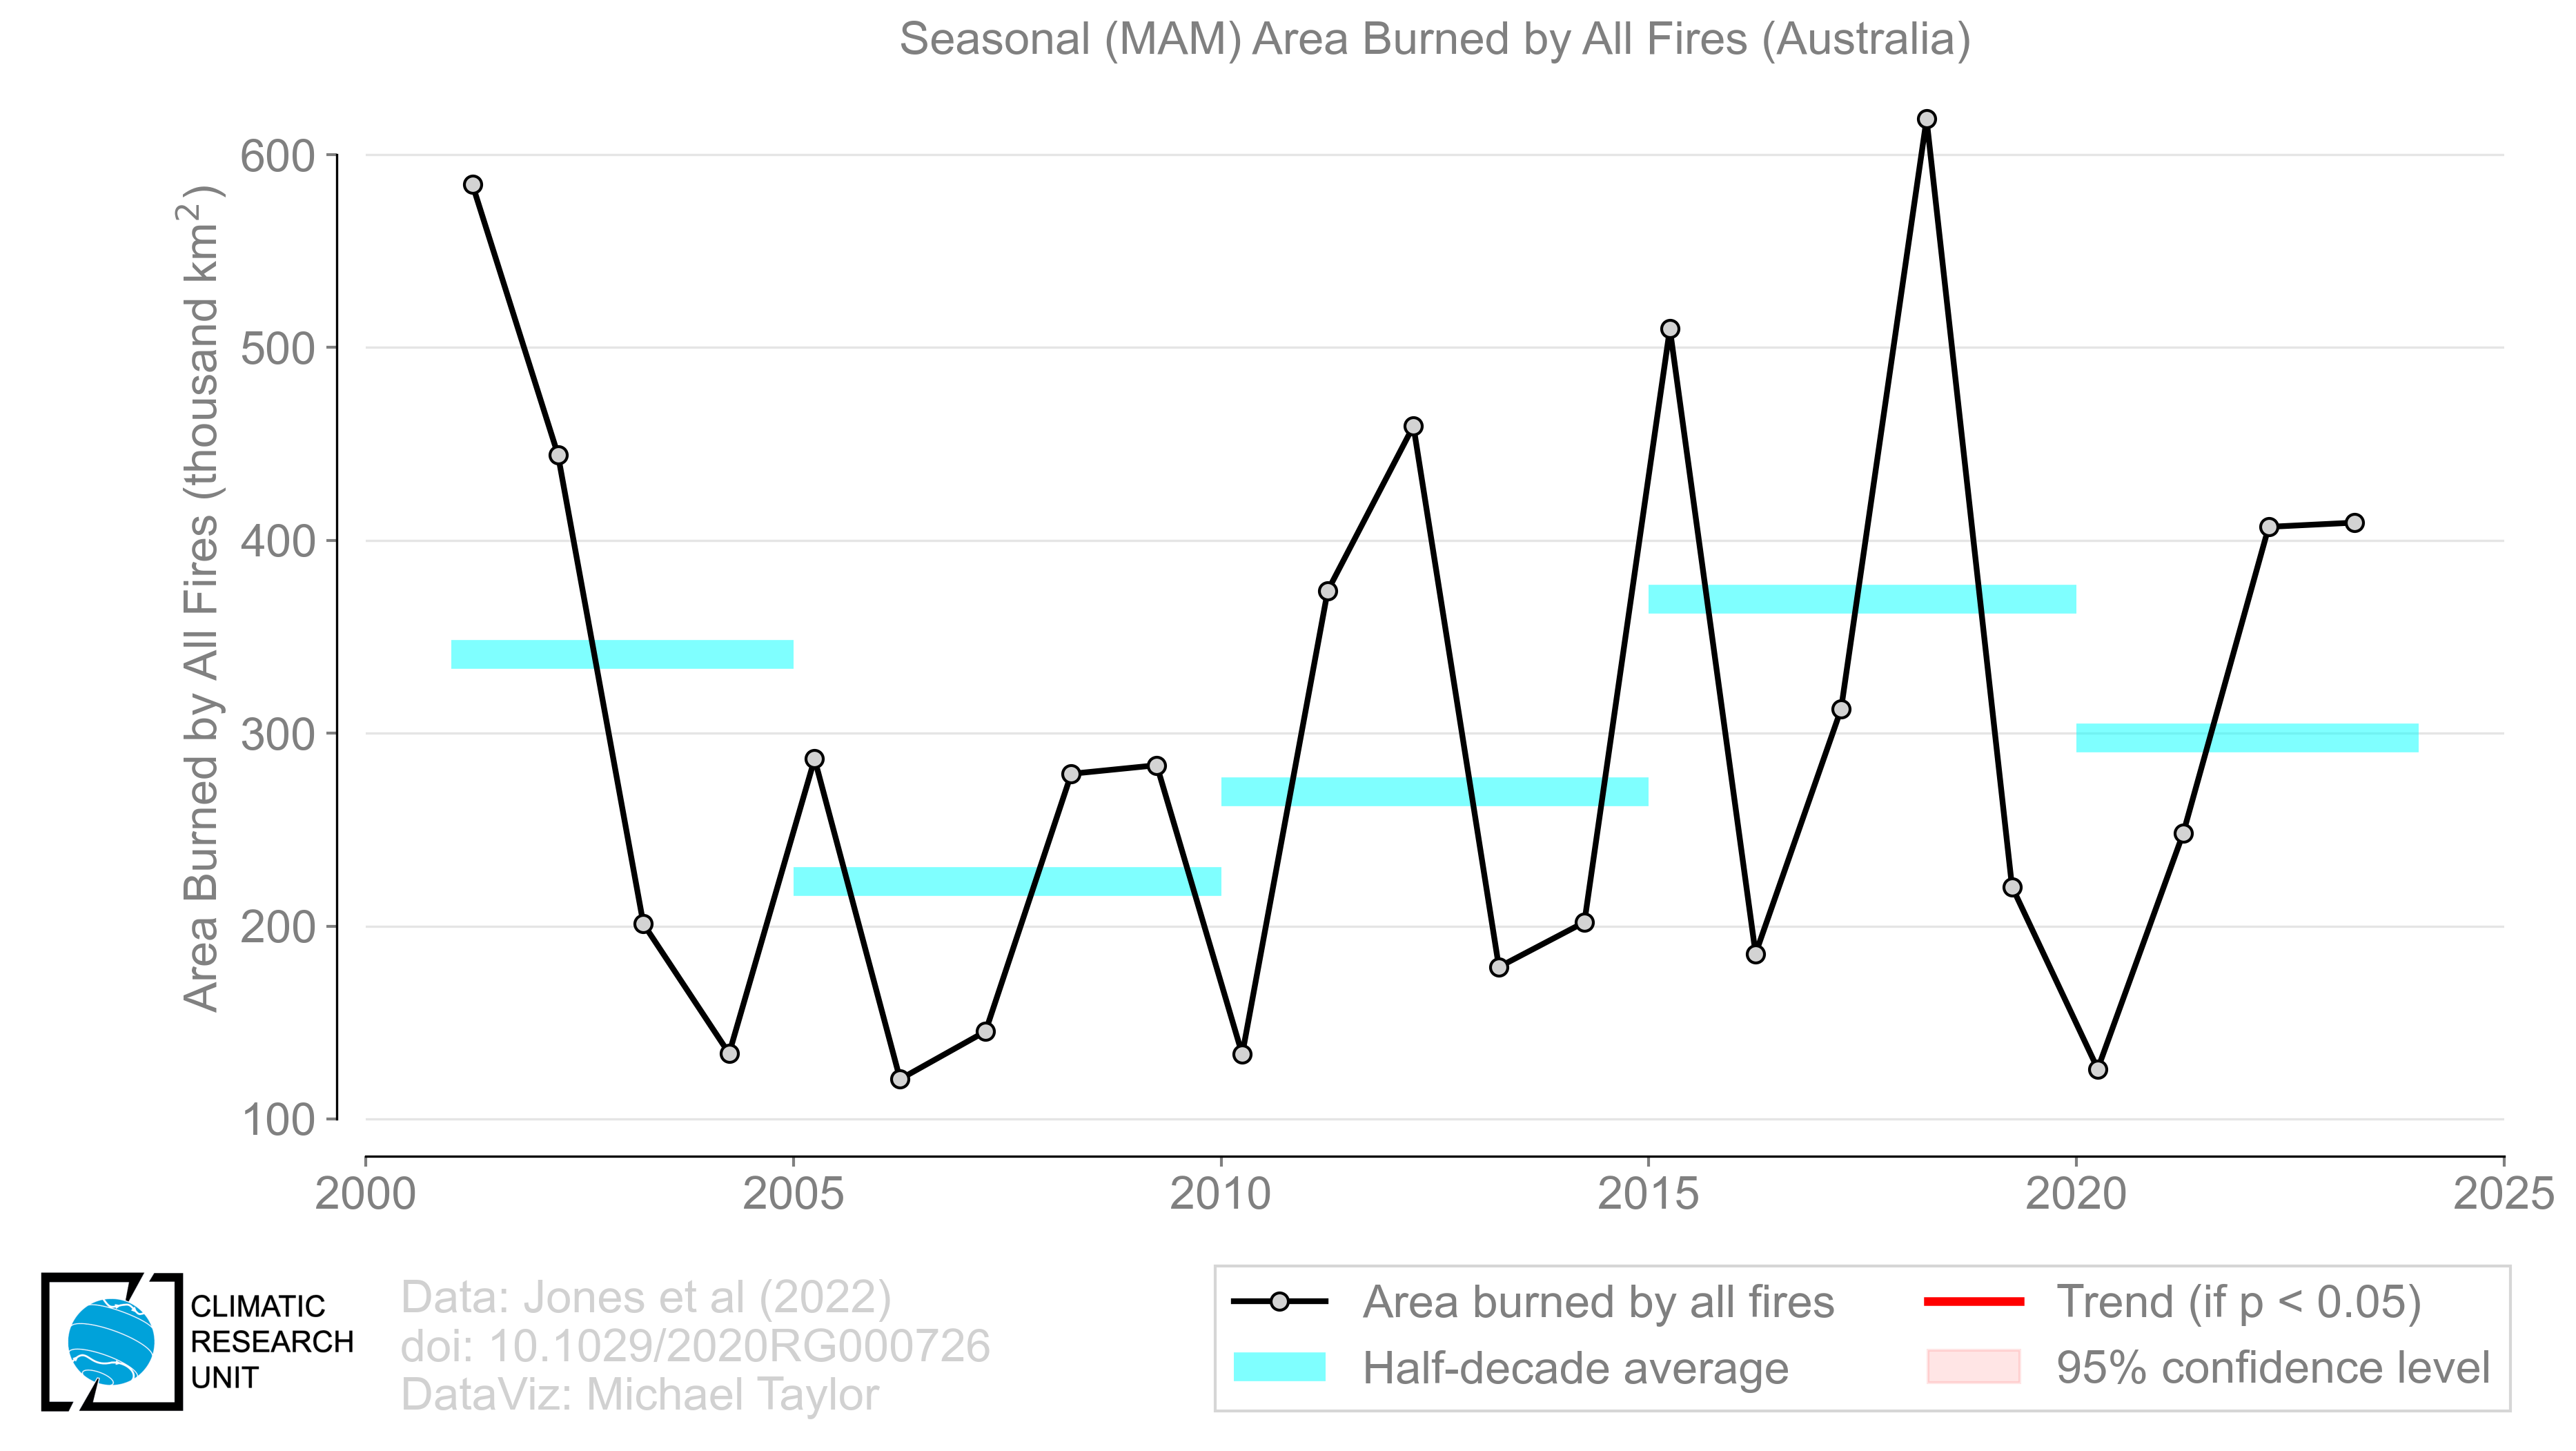 Seasonal (MAM) Area Burned by All Fires (Australia)
Area Burned by All Fires (thousand km²)
600
500
400
300
200
100
2000
2005
2010
2015
2020
2025
CLIMATIC
RESEARCH
UNIT
Data: Jones et al (2022)
doi: 10.1029/2020RG000726
DataViz: Michael Taylor
Area burned by all fires
Half-decade average
Trend (if p < 0.05)
95% confidence level